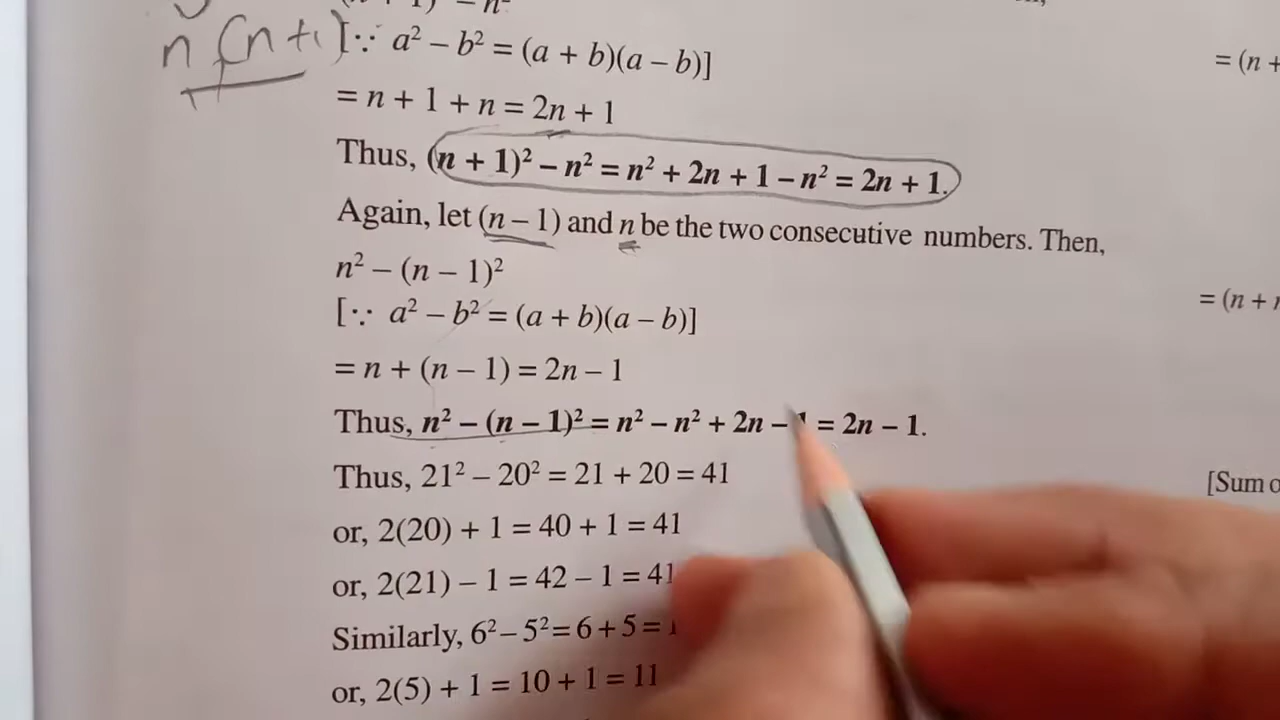 n (n+1)
[∵ a² – b² = (a + b)(a – b)]
= (n +
= n + 1 + n = 2n + 1
Thus, (n + 1)² – n² = n² + 2n + 1 – n² = 2n + 1.
Again, let (n – 1) and n be the two consecutive numbers. Then,
n² – (n – 1)²
[∵ a² – b² = (a + b)(a – b)]
= (n +
= n + (n – 1) = 2n – 1
Thus, n² – (n – 1)² = n² – n² + 2n – 1 = 2n – 1.
Thus, 21² – 20² = 21 + 20 = 41
[Sum
or, 2(20) + 1 = 40 + 1 = 41
or, 2(21) – 1 = 42 – 1 = 41
Similarly, 6² – 5² = 6 + 5 =
or, 2(5) + 1 = 10 + 1 = 11